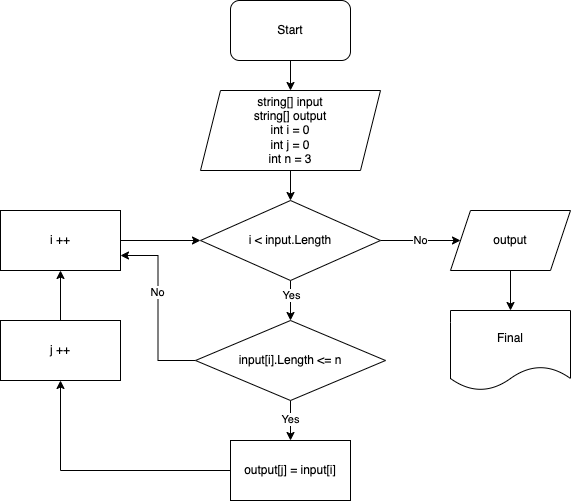 Start
string[] input
string[] output
int i = 0
int j = 0
int n = 3
i ++
i < input.Length
No
output
No
Yes
Final
j ++
input[i].Length <= n
Yes
output[j] = input[i]